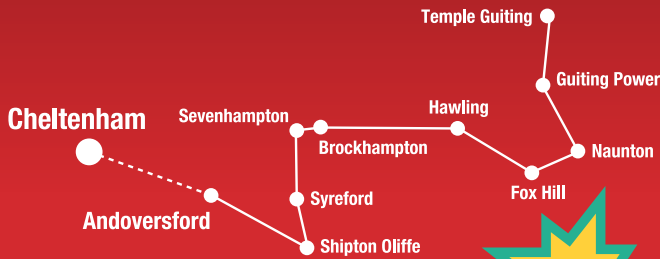 Temple Guiting
Guiting Power
Hawling
Cheltenham
Sevenhampton
Brockhampton
Naunton
Fox Hill
Syreford
Andoversford
Shipton Oliffe